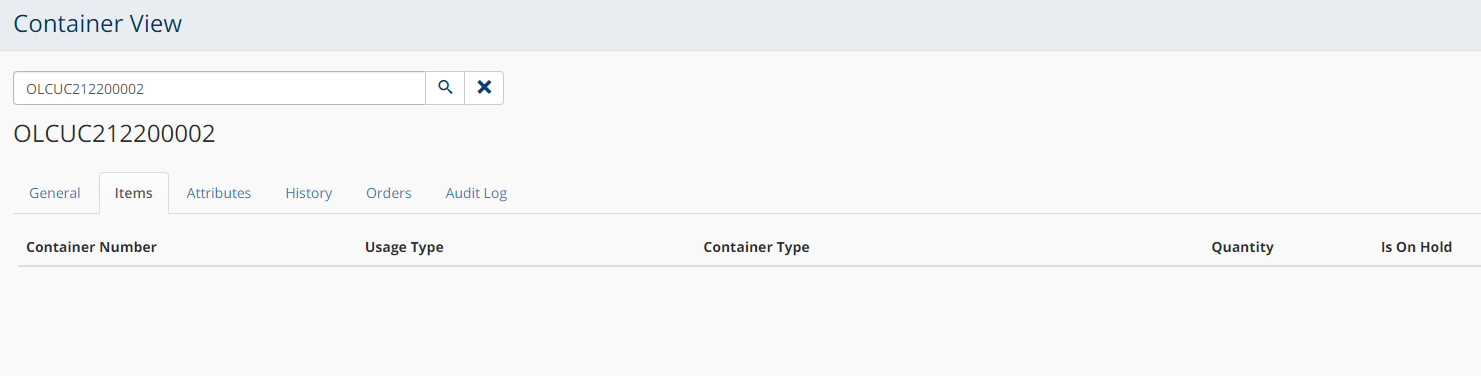 Container View
OLCUC212200002
OLCUC212200002
General Items Attributes History Orders Audit Log
Container Number Usage Type Container Type Quantity Is On Hold